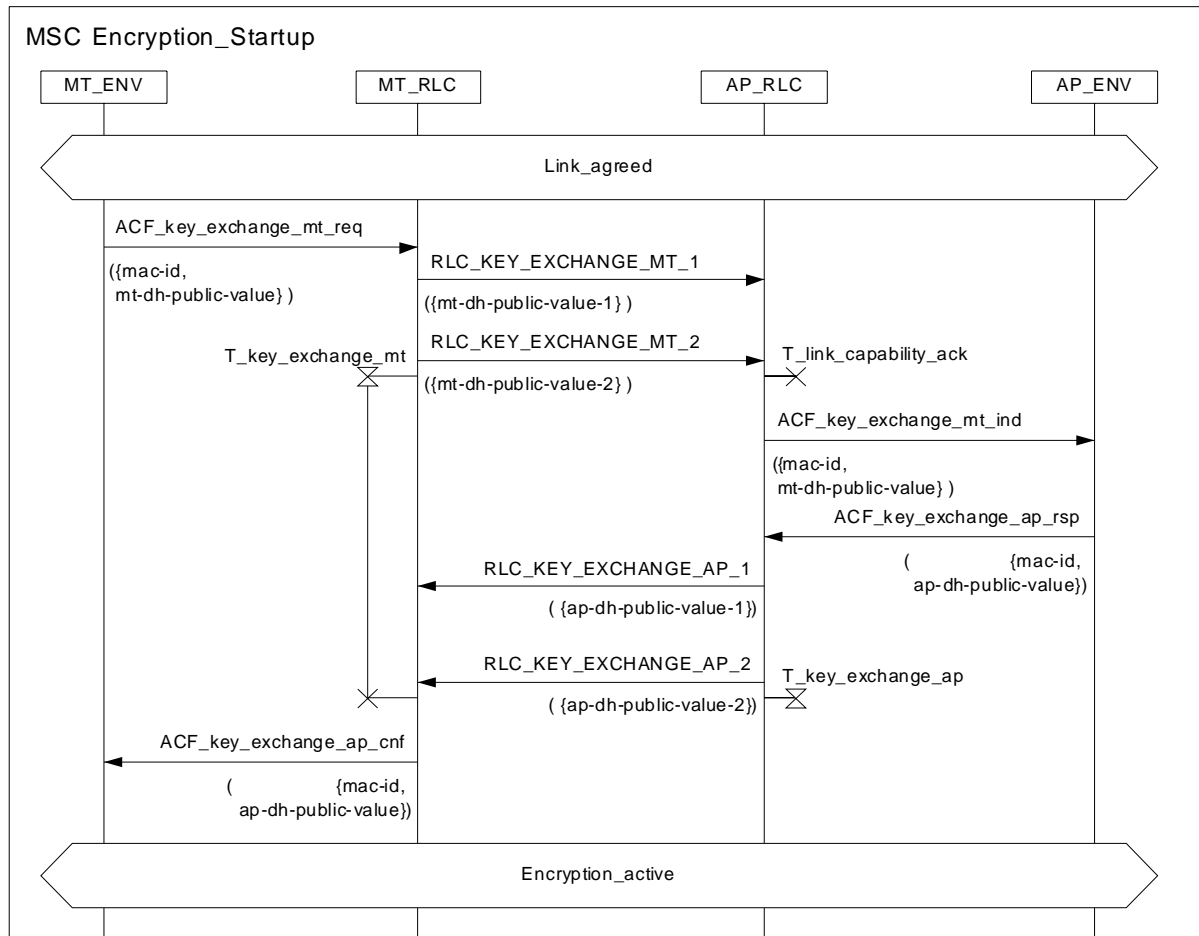 MSC Encryption_Startup
MT_ENV
MT_RLC
AP_RLC
AP_ENV
Link_agreed
ACF_key_exchange_mt_req
({mac-id,
mt-dh-public-value} )
RLC_KEY_EXCHANGE_MT_1
({mt-dh-public-value-1} )
T_key_exchange_mt
RLC_KEY_EXCHANGE_MT_2
({mt-dh-public-value-2} )
T_link_capability_ack
ACF_key_exchange_mt_ind
({mac-id,
mt-dh-public-value} )
ACF_key_exchange_ap_rsp
( {mac-id,
ap-dh-public-value})
RLC_KEY_EXCHANGE_AP_1
( {ap-dh-public-value-1})
RLC_KEY_EXCHANGE_AP_2
( {ap-dh-public-value-2})
T_key_exchange_ap
ACF_key_exchange_ap_cnf
( {mac-id,
ap-dh-public-value})
Encryption_active